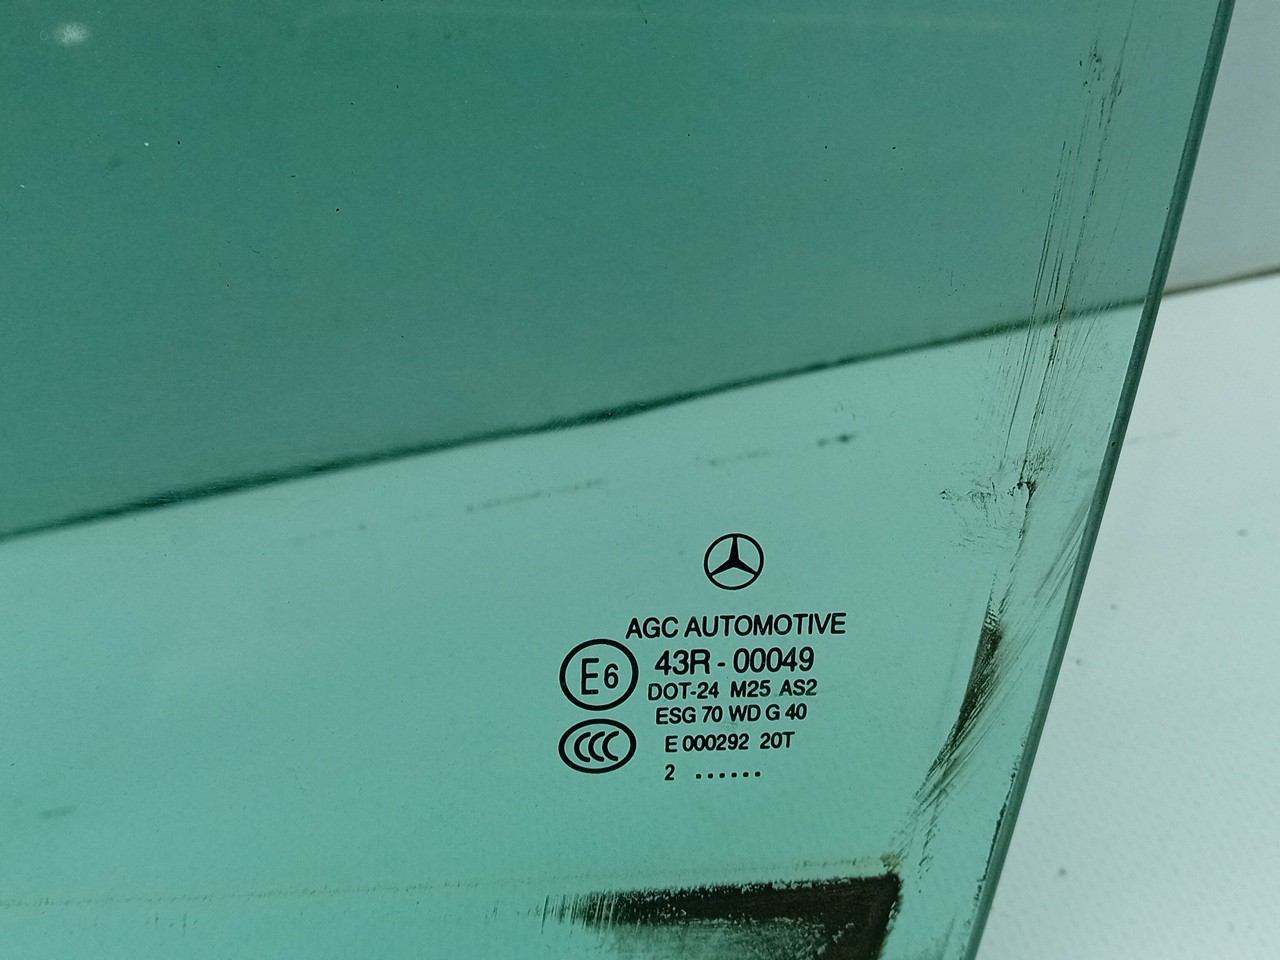 AGC AUTOMOTIVE
E6 43R - 00049
DOT-24 M25 AS2
ESG 70 WD G 40
CCC E 000292 20T
2 ......